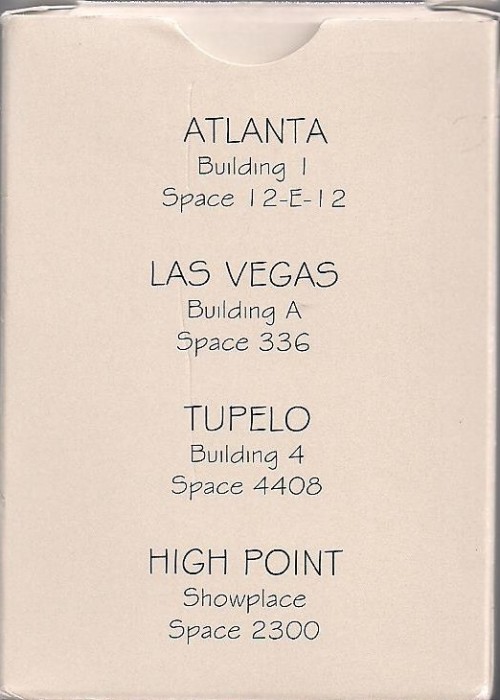 ATLANTA
Building 1
Space 12-E-12
LAS VEGAS
Building A
Space 336
TUPELO
Building 4
Space 4408
HIGH POINT
Showplace
Space 2300